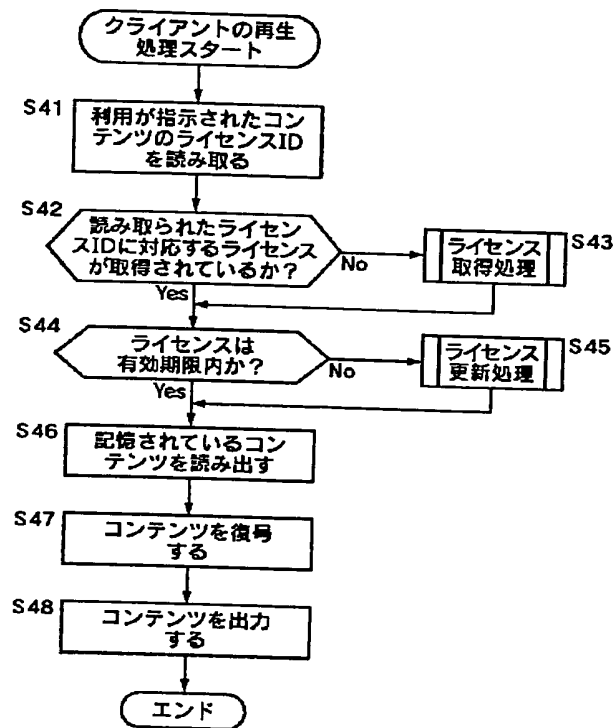 クライアントの再生
処理スタート
S41
利用が指示されたコン
テンツのライセンスID
を読み取る
S42
読み取られたライセン
スIDに対応するライセンス
が取得されているか?
No
Yes
S43
ライセンス
取得処理
S44
ライセンスは
有効期限内か?
No
Yes
S45
ライセンス
更新処理
S46
記憶されているコン
テンツを読み出す
S47
コンテンツを復号
する
S48
コンテンツを出力
する
エンド